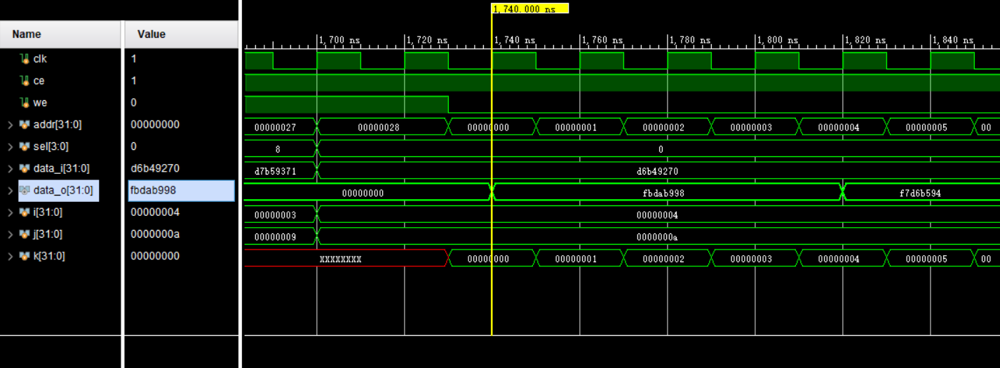 1,740.000 ns
Name Value
1,700 ns 1,720 ns 1,740 ns 1,760 ns 1,780 ns 1,800 ns 1,820 ns 1,840 ns
clk 1
ce 1
we 0
addr[31:0] 00000000 00000027 00000028 00000000 00000001 00000002 00000003 00000004 00000005 00
sel[3:0] 0 8 0
data_i[31:0] d6b49270 d7b59371 d6b49270
data_o[31:0] fbdab998 00000000 fbdab998 f7d6b594
i[31:0] 00000004 00000003 00000004
j[31:0] 0000000a 00000009 0000000a
k[31:0] 00000000 XXXXXXXX 00000000 00000001 00000002 00000003 00000004 00000005 00